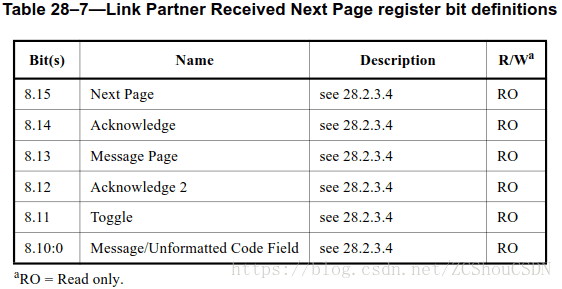 Table 28–7—Link Partner Received Next Page register bit definitions
Bit(s) Name Description R/Wa
8.15 Next Page see 28.2.3.4 RO
8.14 Acknowledge see 28.2.3.4 RO
8.13 Message Page see 28.2.3.4 RO
8.12 Acknowledge 2 see 28.2.3.4 RO
8.11 Toggle see 28.2.3.4 RO
8.10:0 Message/Unformatted Code Field see 28.2.3.4 RO
aRO = Read only.
https://blog.csdn.net/ZCShouCSDN